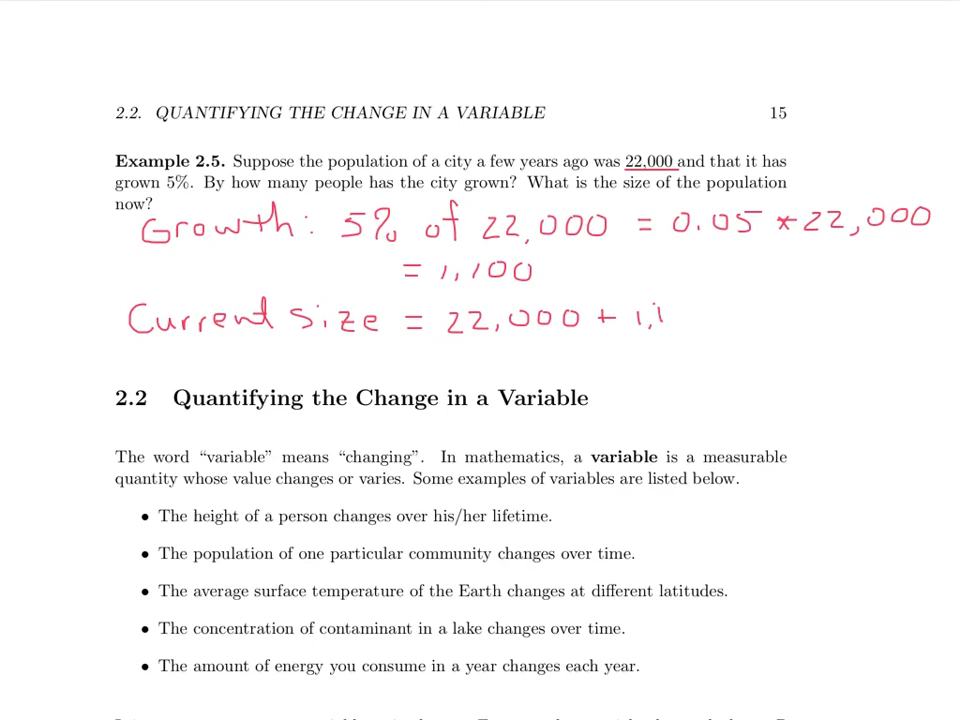 2.2. QUANTIFYING THE CHANGE IN A VARIABLE 15
Example 2.5. Suppose the population of a city a few years ago was 22,000 and that it has
grown 5%. By how many people has the city grown? What is the size of the population
now?
Growth: 5% of 22,000 = 0.05 * 22,000
= 1,100
Current size = 22,000 + 1,1
2.2 Quantifying the Change in a Variable
The word “variable” means “changing”. In mathematics, a variable is a measurable
quantity whose value changes or varies. Some examples of variables are listed below.
• The height of a person changes over his/her lifetime.
• The population of one particular community changes over time.
• The average surface temperature of the Earth changes at different latitudes.
• The concentration of contaminant in a lake changes over time.
• The amount of energy you consume in a year changes each year.